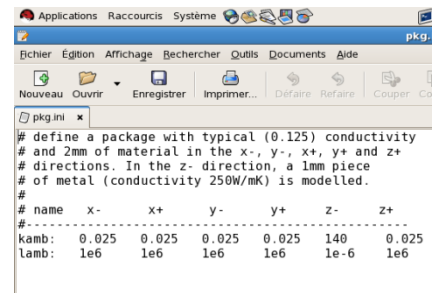 Applications Raccourcis Système
pkg.
Fichier Édition Affichage Rechercher Outils Documents Aide
Nouveau Ouvrir Enregistrer Imprimer... Défaire Refaire Couper Co
pkg.ini ×
# define a package with typical (0.125) conductivity
# and 2mm of material in the x-, y-, x+, y+ and z+
# directions. In the z- direction, a 1mm piece
# of metal (conductivity 250W/mK) is modelled.
#
# name x- x+ y- y+ z- z+
#-------------------------------------------------
kamb: 0.025 0.025 0.025 0.025 140 0.025
lamb: 1e6 1e6 1e6 1e6 1e-6 1e6